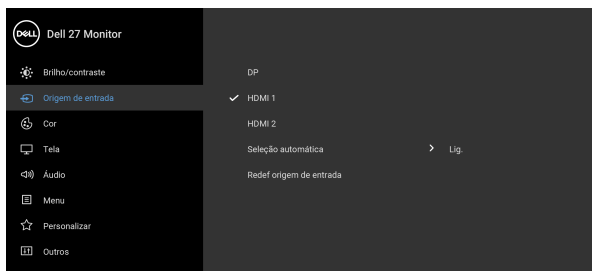 DELL Dell 27 Monitor
Brilho/contraste
DP
Origem de entrada
HDMI 1
Cor
HDMI 2
Tela
Seleção automática
Lig.
Áudio
Redef origem de entrada
Menu
Personalizar
Outros